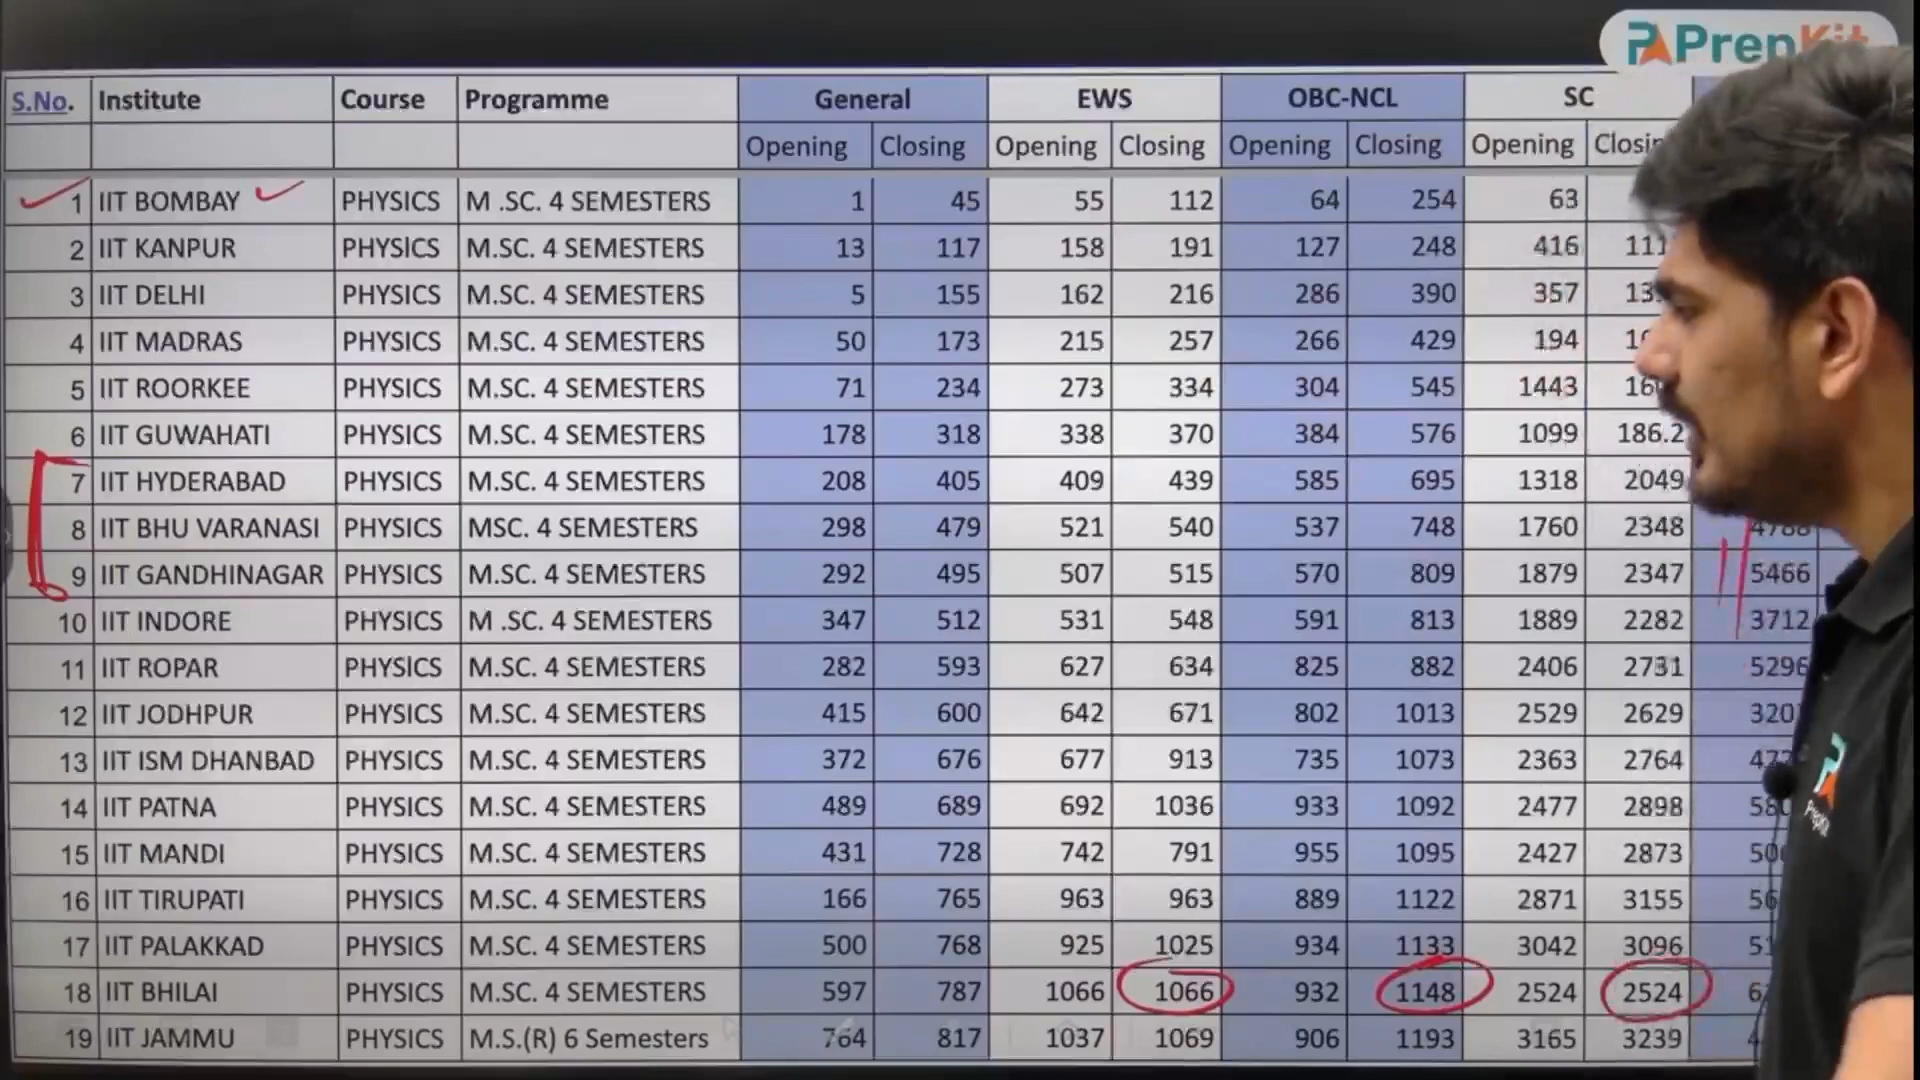 PrepKit
S.No. Institute Course Programme General EWS OBC-NCL SC
Opening Closing Opening Closing Opening Closing Opening
1 IIT BOMBAY PHYSICS M .SC. 4 SEMESTERS 1 45 55 112 64 254 63
2 IIT KANPUR PHYSICS M.SC. 4 SEMESTERS 13 117 158 191 127 248 416
3 IIT DELHI PHYSICS M.SC. 4 SEMESTERS 5 155 162 216 286 390 357
4 IIT MADRAS PHYSICS M.SC. 4 SEMESTERS 50 173 215 257 266 429 194
5 IIT ROORKEE PHYSICS M.SC. 4 SEMESTERS 71 234 273 334 304 545 1443
6 IIT GUWAHATI PHYSICS M.SC. 4 SEMESTERS 178 318 338 370 384 576 1099 186.2
7 IIT HYDERABAD PHYSICS M.SC. 4 SEMESTERS 208 405 409 439 585 695 1318 2049
8 IIT BHU VARANASI PHYSICS MSC. 4 SEMESTERS 298 479 521 540 537 748 1760 2348 4788
9 IIT GANDHINAGAR PHYSICS M.SC. 4 SEMESTERS 292 495 507 515 570 809 1879 2347 5466
10 IIT INDORE PHYSICS M .SC. 4 SEMESTERS 347 512 531 548 591 813 1889 2282 3712
11 IIT ROPAR PHYSICS M.SC. 4 SEMESTERS 282 593 627 634 825 882 2406 2731 5296
12 IIT JODHPUR PHYSICS M.SC. 4 SEMESTERS 415 600 642 671 802 1013 2529 2629
13 IIT ISM DHANBAD PHYSICS M.SC. 4 SEMESTERS 372 676 677 913 735 1073 2363 2764
14 IIT PATNA PHYSICS M.SC. 4 SEMESTERS 489 689 692 1036 933 1092 2477 2898
15 IIT MANDI PHYSICS M.SC. 4 SEMESTERS 431 728 742 791 955 1095 2427 2873
16 IIT TIRUPATI PHYSICS M.SC. 4 SEMESTERS 166 765 963 963 889 1122 2871 3155
17 IIT PALAKKAD PHYSICS M.SC. 4 SEMESTERS 500 768 925 1025 934 1133 3042 3096
18 IIT BHILAI PHYSICS M.SC. 4 SEMESTERS 597 787 1066 1066 932 1148 2524 2524
19 IIT JAMMU PHYSICS M.S.(R) 6 Semesters 764 817 1037 1069 906 1193 3165 3239
PrepKit